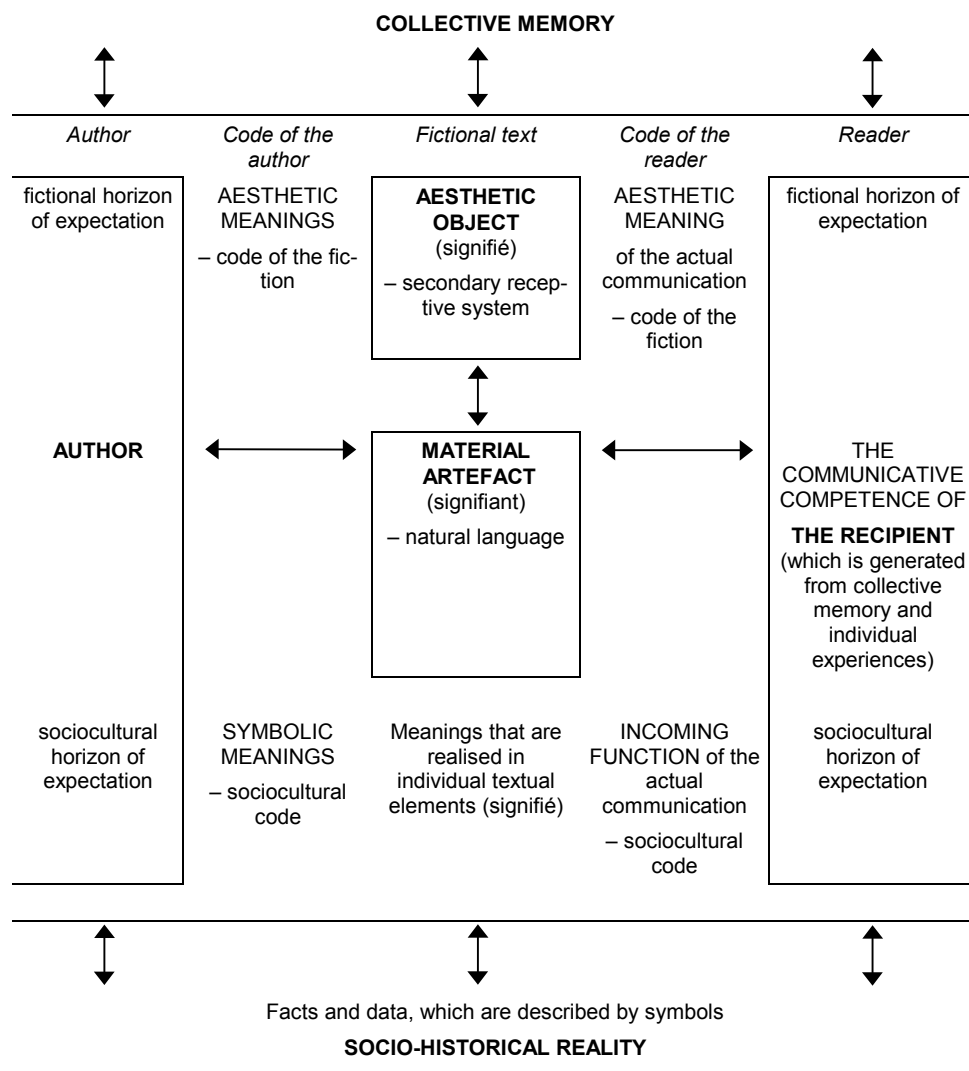 COLLECTIVE MEMORY
Author
Code of the
author
Fictional text
Code of the
reader
Reader
fictional horizon
of expectation
AESTHETIC
MEANINGS
– code of the fic-
tion
AESTHETIC
OBJECT
(signifié)
– secondary recep-
tive system
AESTHETIC
MEANING
of the actual
communication
– code of the
fiction
fictional horizon of
expectation
AUTHOR
MATERIAL
ARTEFACT
(signifiant)
– natural language
THE
COMMUNICATIVE
COMPETENCE OF
THE RECIPIENT
(which is generated
from collective
memory and
individual
experiences)
sociocultural
horizon of
expectation
SYMBOLIC
MEANINGS
– sociocultural
code
Meanings that are
realised in
individual textual
elements (signifié)
INCOMING
FUNCTION of the
actual
communication
– sociocultural
code
sociocultural
horizon of
expectation
Facts and data, which are described by symbols
SOCIO-HISTORICAL REALITY